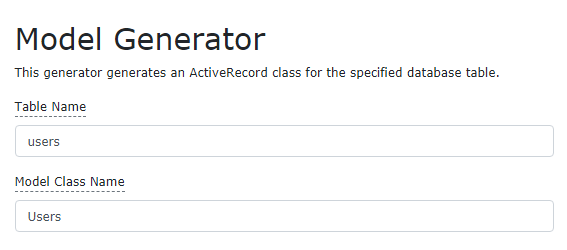 Model Generator
This generator generates an ActiveRecord class for the specified database table.
Table Name
users
Model Class Name
Users